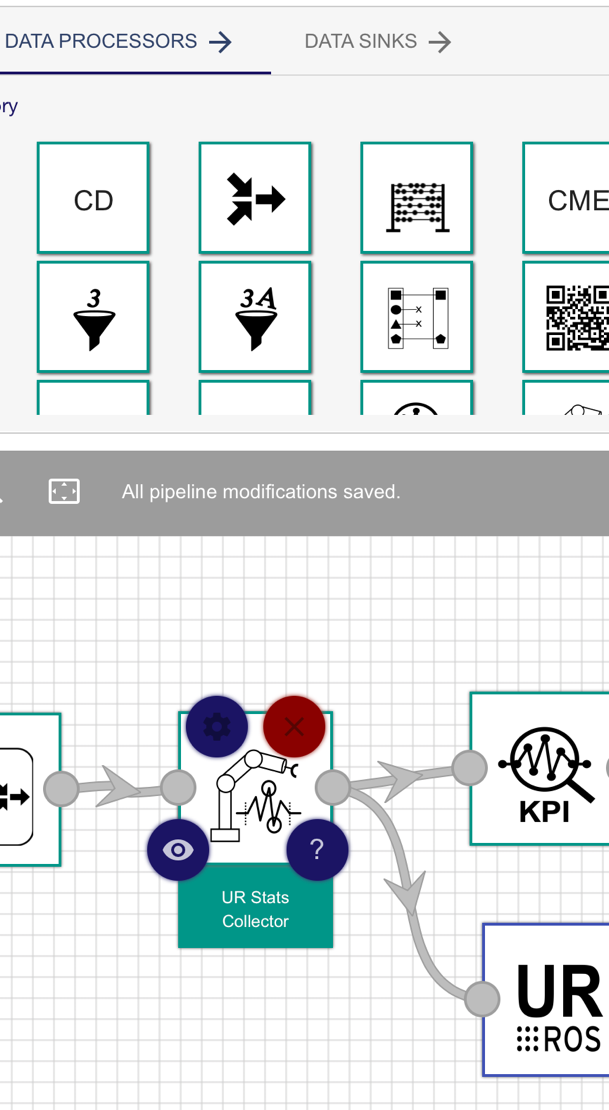 DATA PROCESSORS
DATA SINKS
ory
CD
CME
3
3A
All pipeline modifications saved.
?
KPI
UR Stats
Collector
UR
ROS